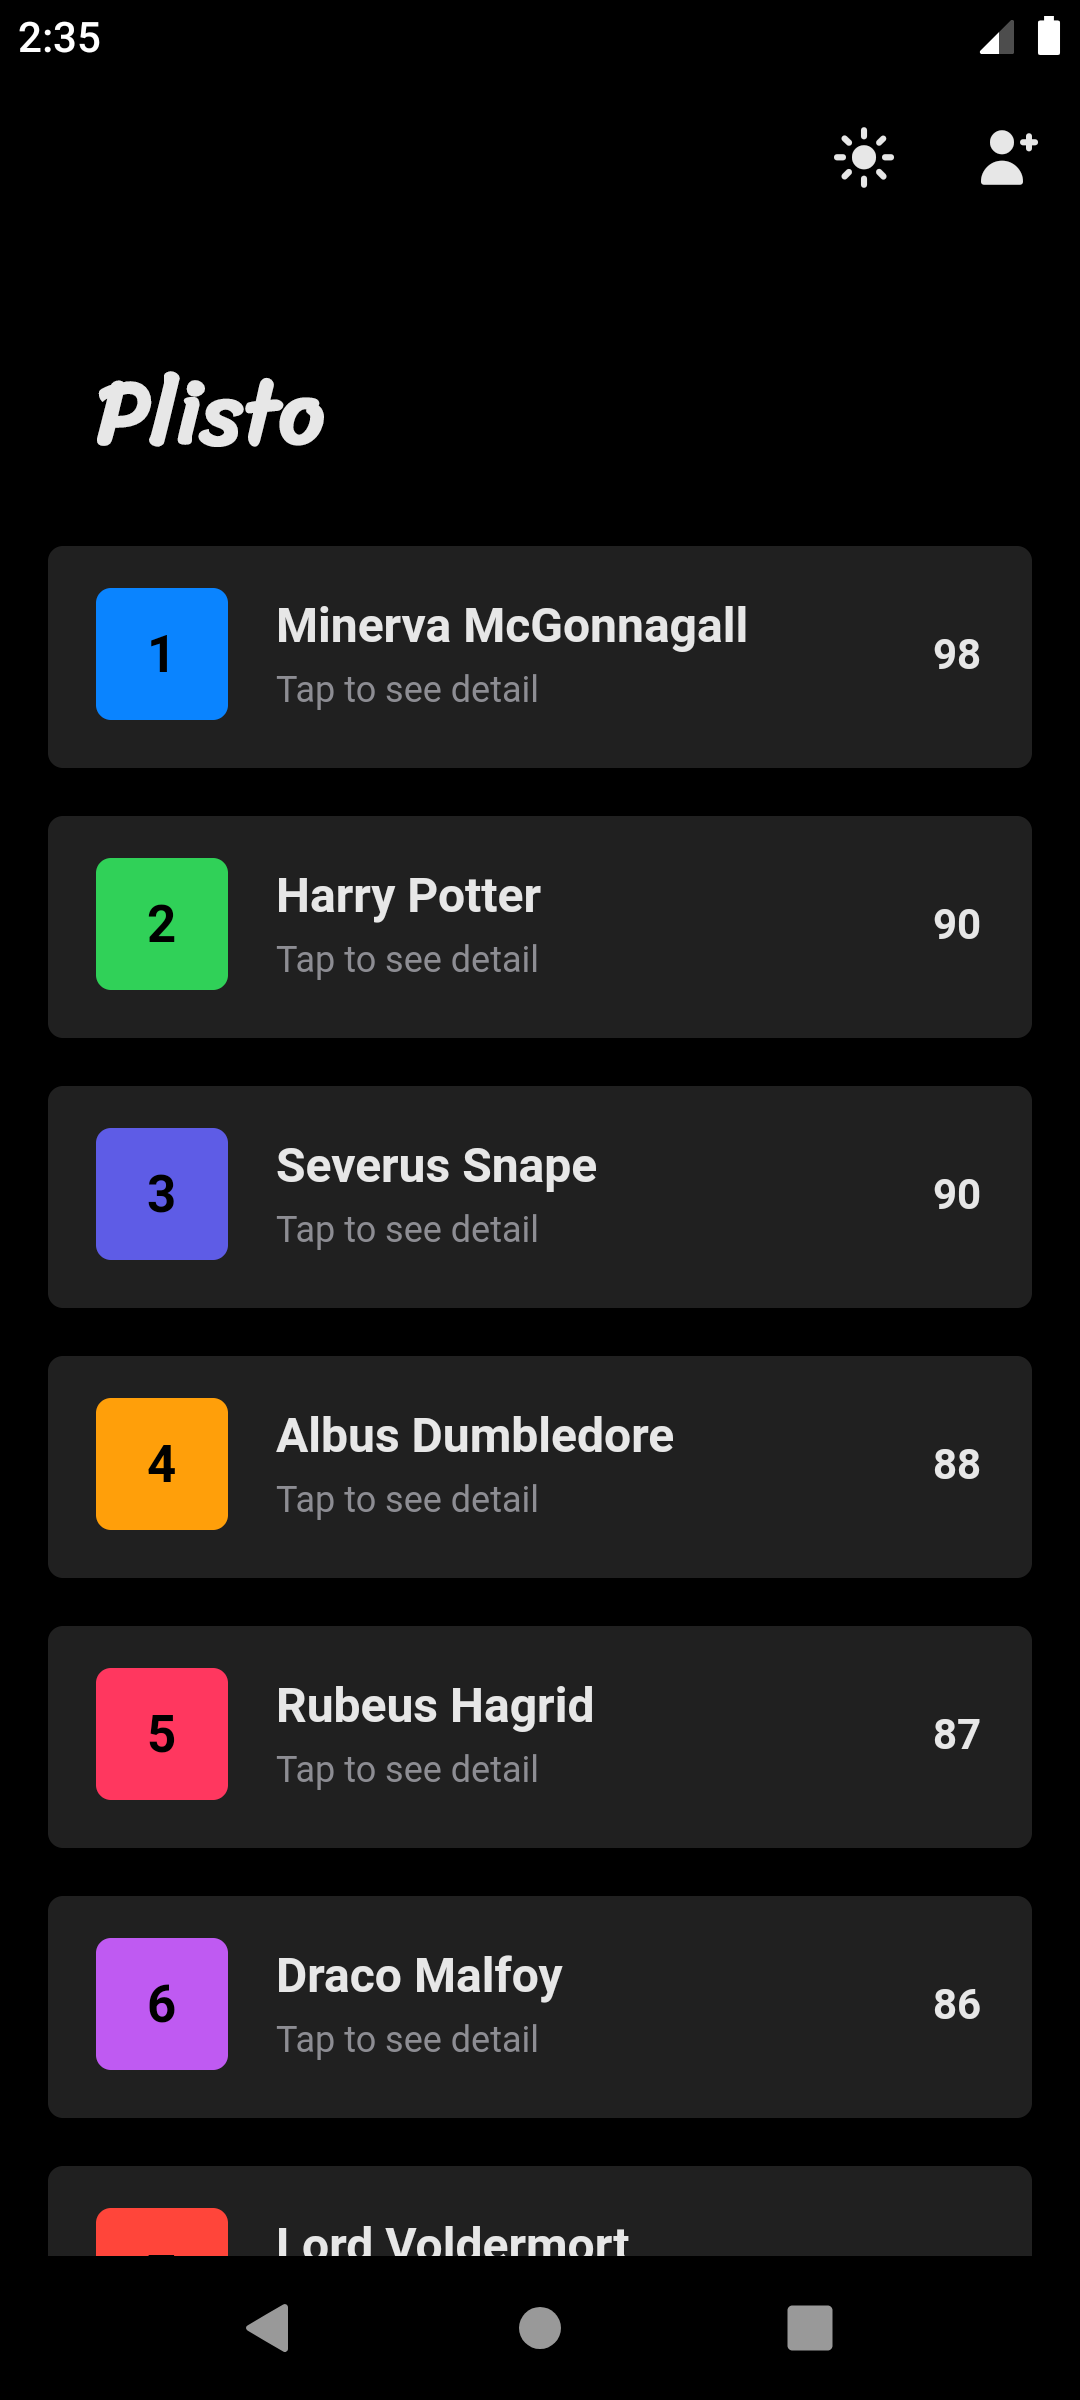 2:35
Plisto
1
Minerva McGonnagall
Tap to see detail
98
2
Harry Potter
Tap to see detail
90
3
Severus Snape
Tap to see detail
90
4
Albus Dumbledore
Tap to see detail
88
5
Rubeus Hagrid
Tap to see detail
87
6
Draco Malfoy
Tap to see detail
86
Lord Voldermort